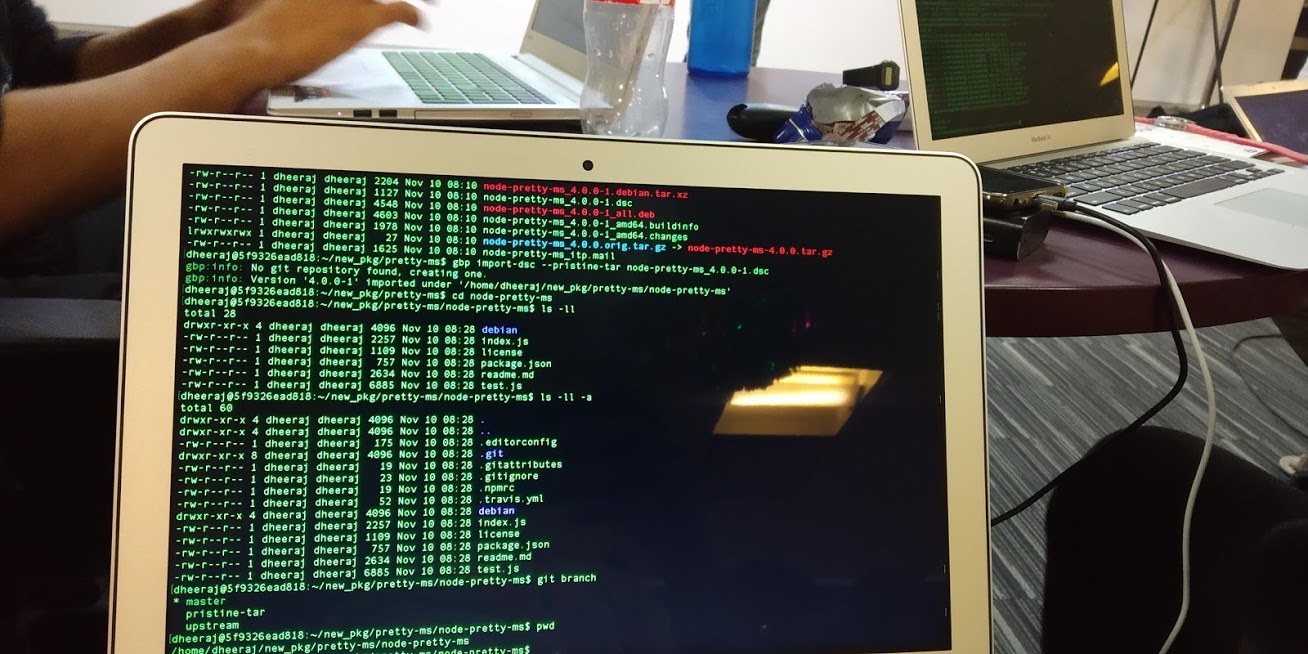 -rw-r--r-- 1 dheeraj dheeraj 2204 Nov 10 08:10 node-pretty-ms_4.0.0-1.debian.tar.xz
-rw-r--r-- 1 dheeraj dheeraj 1127 Nov 10 08:10 node-pretty-ms_4.0.0-1.dsc
-rw-r--r-- 1 dheeraj dheeraj 4548 Nov 10 08:10 node-pretty-ms_4.0.0-1_all.deb
-rw-r--r-- 1 dheeraj dheeraj 4603 Nov 10 08:10 node-pretty-ms_4.0.0-1_amd64.buildinfo
-rw-r--r-- 1 dheeraj dheeraj 1978 Nov 10 08:10 node-pretty-ms_4.0.0-1_amd64.changes
lrwxrwxrwx 1 dheeraj dheeraj 27 Nov 10 08:10 node-pretty-ms_4.0.0.orig.tar.gz -> node-pretty-ms-4.0.0.tar.gz
-rw-r--r-- 1 dheeraj dheeraj 1625 Nov 10 08:10 node-pretty-ms_itp.mail
[dheeraj@5f9326ead818:~/new_pkg/pretty-ms$ gbp import-dsc --pristine-tar node-pretty-ms_4.0.0-1.dsc
gbp:info: No git repository found, creating one.
gbp:info: Version '4.0.0-1' imported under '/home/dheeraj/new_pkg/pretty-ms/node-pretty-ms'
[dheeraj@5f9326ead818:~/new_pkg/pretty-ms$ cd node-pretty-ms
[dheeraj@5f9326ead818:~/new_pkg/pretty-ms/node-pretty-ms$ ls -ll
total 28
drwxr-xr-x 4 dheeraj dheeraj 4096 Nov 10 08:28 debian
-rw-r--r-- 1 dheeraj dheeraj 2257 Nov 10 08:28 index.js
-rw-r--r-- 1 dheeraj dheeraj 1109 Nov 10 08:28 license
-rw-r--r-- 1 dheeraj dheeraj 757 Nov 10 08:28 package.json
-rw-r--r-- 1 dheeraj dheeraj 2634 Nov 10 08:28 readme.md
-rw-r--r-- 1 dheeraj dheeraj 6885 Nov 10 08:28 test.js
[dheeraj@5f9326ead818:~/new_pkg/pretty-ms/node-pretty-ms$ ls -ll -a
total 60
drwxr-xr-x 4 dheeraj dheeraj 4096 Nov 10 08:28 .
drwxr-xr-x 4 dheeraj dheeraj 4096 Nov 10 08:28 ..
-rw-r--r-- 1 dheeraj dheeraj 175 Nov 10 08:28 .editorconfig
drwxr-xr-x 8 dheeraj dheeraj 4096 Nov 10 08:28 .git
-rw-r--r-- 1 dheeraj dheeraj 19 Nov 10 08:28 .gitattributes
-rw-r--r-- 1 dheeraj dheeraj 23 Nov 10 08:28 .gitignore
-rw-r--r-- 1 dheeraj dheeraj 19 Nov 10 08:28 .npmrc
-rw-r--r-- 1 dheeraj dheeraj 52 Nov 10 08:28 .travis.yml
drwxr-xr-x 4 dheeraj dheeraj 4096 Nov 10 08:28 debian
-rw-r--r-- 1 dheeraj dheeraj 2257 Nov 10 08:28 index.js
-rw-r--r-- 1 dheeraj dheeraj 1109 Nov 10 08:28 license
-rw-r--r-- 1 dheeraj dheeraj 757 Nov 10 08:28 package.json
-rw-r--r-- 1 dheeraj dheeraj 2634 Nov 10 08:28 readme.md
-rw-r--r-- 1 dheeraj dheeraj 6885 Nov 10 08:28 test.js
[dheeraj@5f9326ead818:~/new_pkg/pretty-ms/node-pretty-ms$ git branch
* master
pristine-tar
upstream
[dheeraj@5f9326ead818:~/new_pkg/pretty-ms/node-pretty-ms$ pwd
/home/dheeraj/new_pkg/pretty-ms/node-pretty-ms
MacBook Air